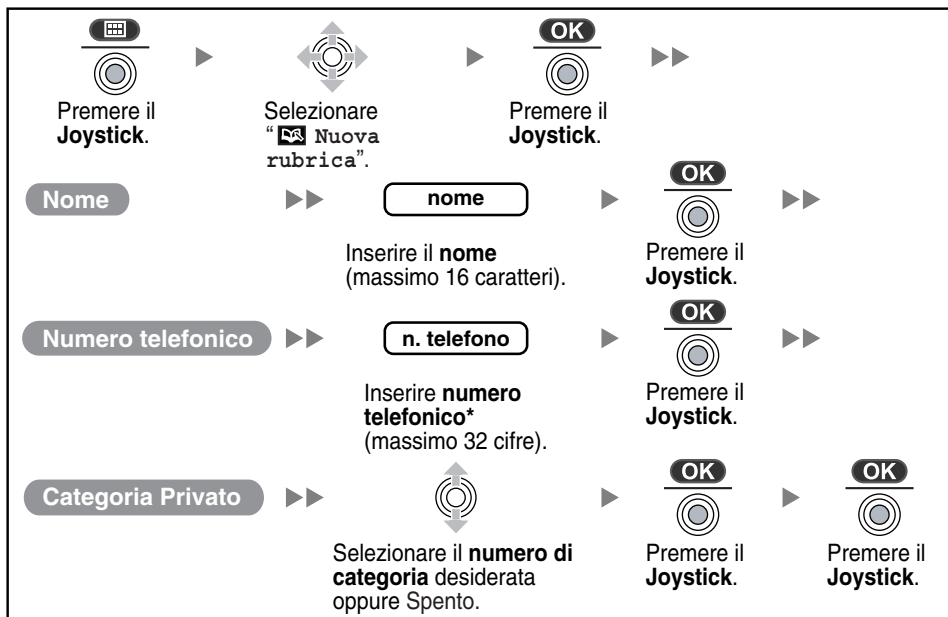 OK
Premere il
Joystick.
Selezionare
“ Nuova
rubrica”.
Premere il
Joystick.
OK
Nome
nome
Inserire il nome
(massimo 16 caratteri).
Premere il
Joystick.
OK
Numero telefonico
n. telefono
Inserire numero
telefonico*
(massimo 32 cifre).
Premere il
Joystick.
OK
OK
Categoria Privato
Selezionare il numero di
categoria desiderata
oppure Spento.
Premere il
Joystick.
Premere il
Joystick.